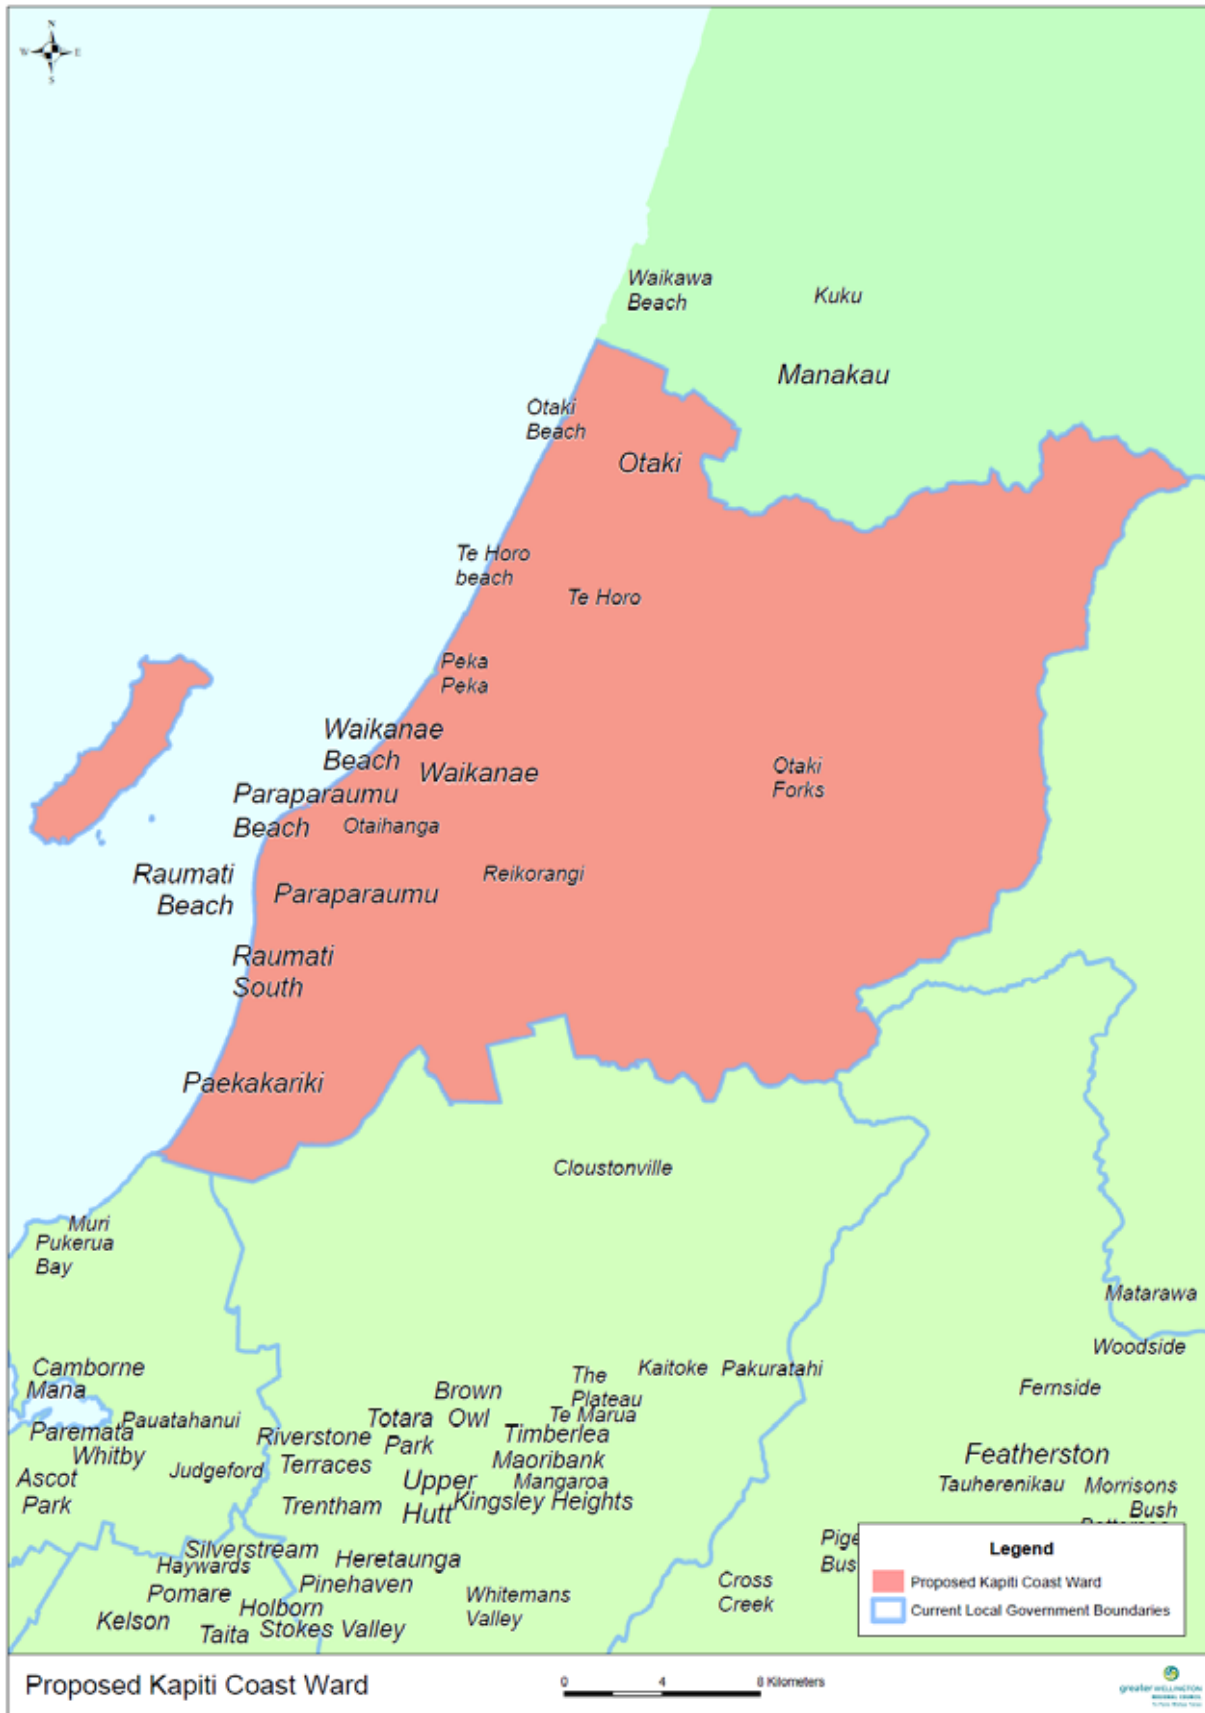 N
W E
S
Waikawa
Beach
Kuku
Manakau
Otaki
Beach
Otaki
Te Horo
beach
Te Horo
Peka
Peka
Waikanae
Beach
Waikanae
Otaki
Forks
Paraparaumu
Beach
Otaihanga
Raumati
Beach
Paraparaumu
Reikorangi
Raumati
South
Paekakariki
Cloustonville
Muri
Pukerua
Bay
Matarawa
Woodside
Camborne
Mana
The
Plateau
Kaitoke
Pakuratahi
Fernside
Brown
Owl
Te Marua
Paremata
Pauatahanui
Totara
Park
Timberlea
Riverstone
Terraces
Whitby
Judgeford
Maoribank
Featherston
Ascot
Park
Upper
Hutt
Mangaroa
Tauherenikau
Morrisons
Bush
Trentham
Kingsley Heights
Silverstream
Haywards
Heretaunga
Pinehaven
Pomare
Holborn
Whitemans
Valley
Cross
Creek
Kelson
Taita
Stokes Valley
Legend
Proposed Kapiti Coast Ward
Current Local Government Boundaries
Proposed Kapiti Coast Ward
0 4 8 Kilometers
greater WELLINGTON
REGIONAL COUNCIL